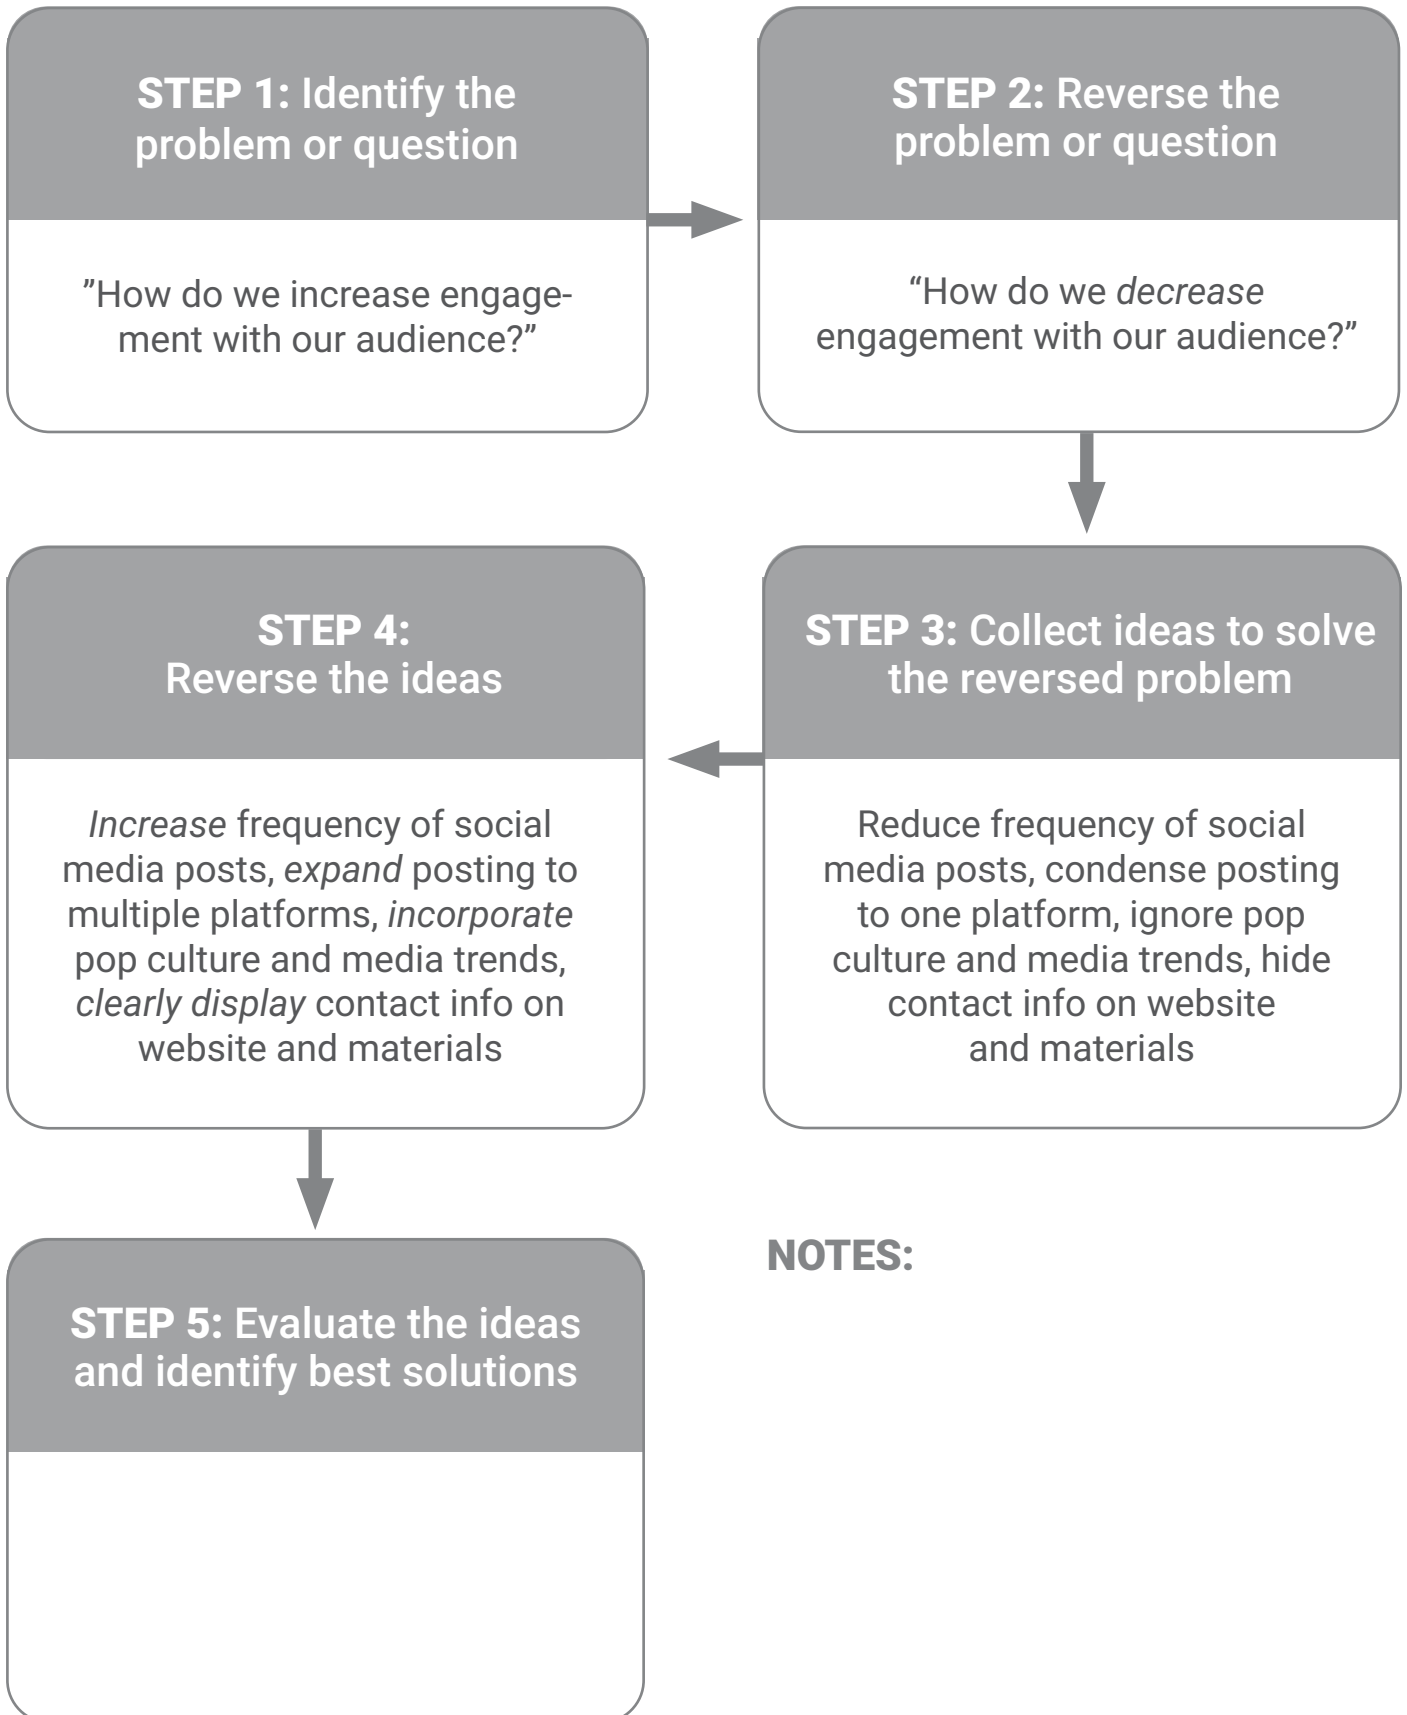 STEP 1: Identify the
problem or question
”How do we increase engage-
ment with our audience?”
STEP 2: Reverse the
problem or question
“How do we decrease
engagement with our audience?”
STEP 3: Collect ideas to solve
the reversed problem
Reduce frequency of social
media posts, condense posting
to one platform, ignore pop
culture and media trends, hide
contact info on website
and materials
STEP 4:
Reverse the ideas
Increase frequency of social
media posts, expand posting to
multiple platforms, incorporate
pop culture and media trends,
clearly display contact info on
website and materials
STEP 5: Evaluate the ideas
and identify best solutions
NOTES: